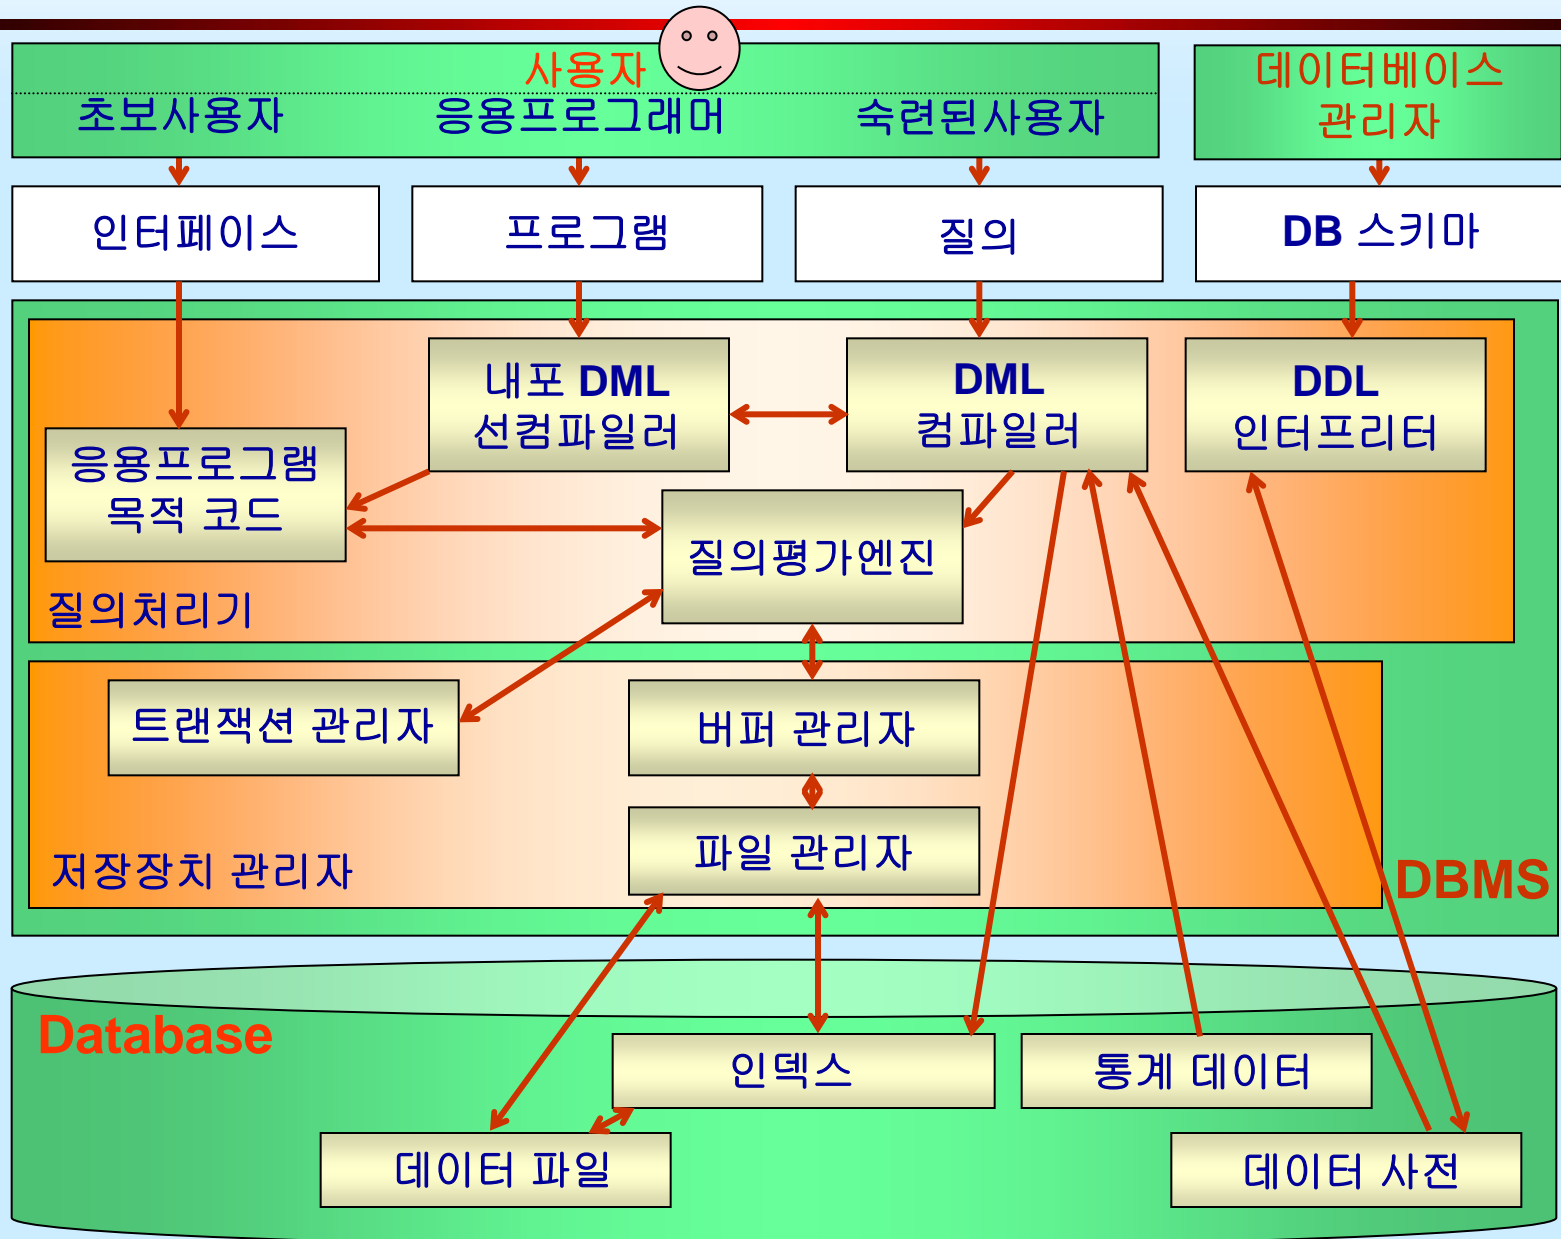 사용자
초보사용자
응용프로그래머
숙련된사용자
데이터베이스
관리자
인터페이스
프로그램
질의
DB 스키마
내포 DML
선컴파일러
DML
컴파일러
DDL
인터프리터
응용프로그램
목적 코드
질의평가엔진
질의처리기
트랜잭션 관리자
버퍼 관리자
파일 관리자
저장장치 관리자
DBMS
Database
인덱스
통계 데이터
데이터 파일
데이터 사전